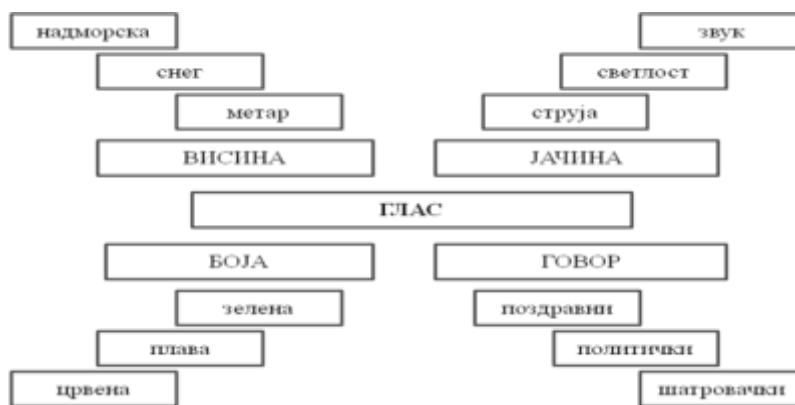 надморска
звук
снег
светлост
метар
струја
ВИСИНА
ЈАЧИНА
ГЛАС
БОЈА
ГОВОР
зелена
поздравни
плава
политички
црвена
шатровачки